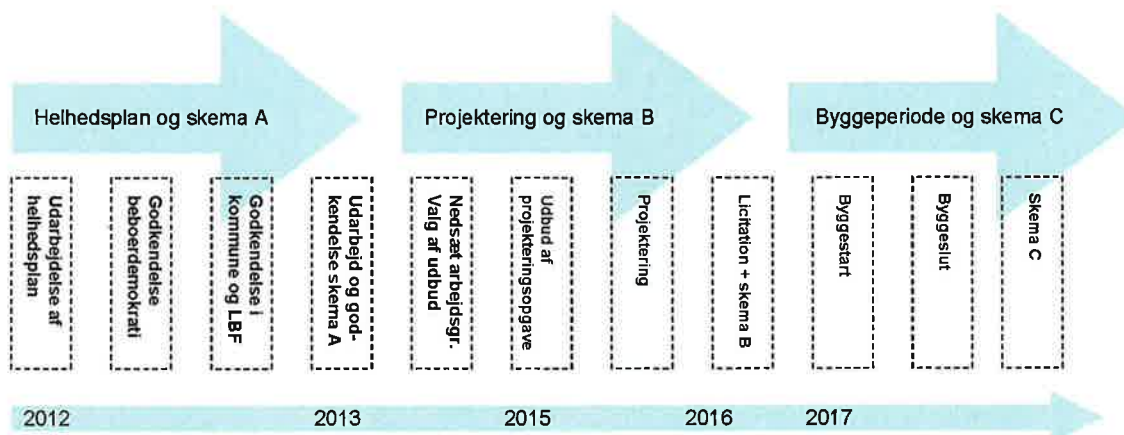 Helhedsplan og skema A
Projektering og skema B
Byggeperiode og skema C
Udarbejdelse af
helhedsplan
Godkendelse
beboerdemokrati
Godkendelse i
kommune og LBF
Udarbejd og god-
kendelse skema A
Nedsæt arbejdsgr.
Valg af udbud
Udbud af
projekteringsopgave
Projektering
Licitation + skema B
Byggestart
Byggeslut
Skema C
2012
2013
2015
2016
2017